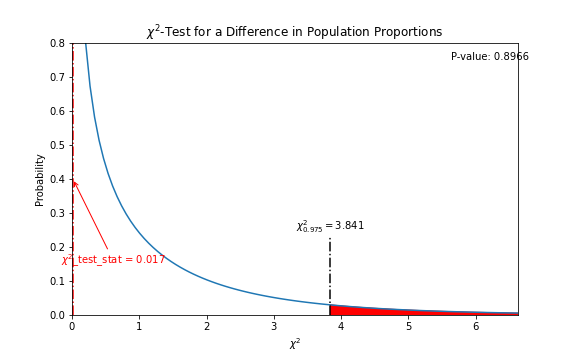 χ²-Test for a Difference in Population Proportions
P-value: 0.8966
0.8
0.7
0.6
0.5
0.4
0.3
0.2
0.1
0.0
Probability
χ²_test_stat = 0.017
χ²0.975 = 3.841
0 1 2 3 4 5 6
χ²